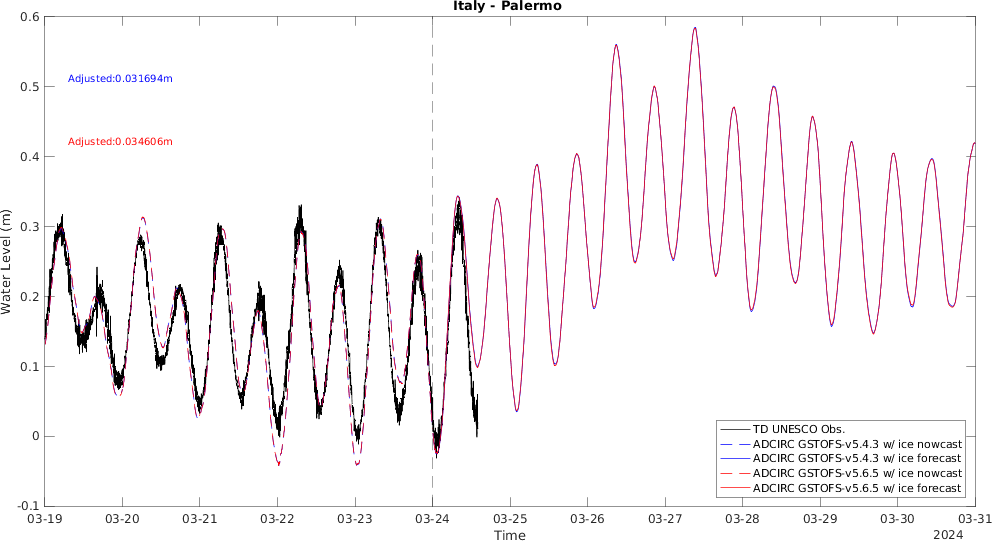 Italy - Palermo
0.6
0.5
0.4
0.3
0.2
0.1
0
-0.1
Water Level (m)
Adjusted:0.031694m
Adjusted:0.034606m
TD UNESCO Obs.
ADCIRC GSTOFS-v5.4.3 w/ ice nowcast
ADCIRC GSTOFS-v5.4.3 w/ ice forecast
ADCIRC GSTOFS-v5.6.5 w/ ice nowcast
ADCIRC GSTOFS-v5.6.5 w/ ice forecast
03-19 03-20 03-21 03-22 03-23 03-24 03-25 03-26 03-27 03-28 03-29 03-30 03-31
Time
2024